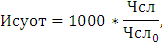 Исуот = 1000 * Чсл / Чсл₀,